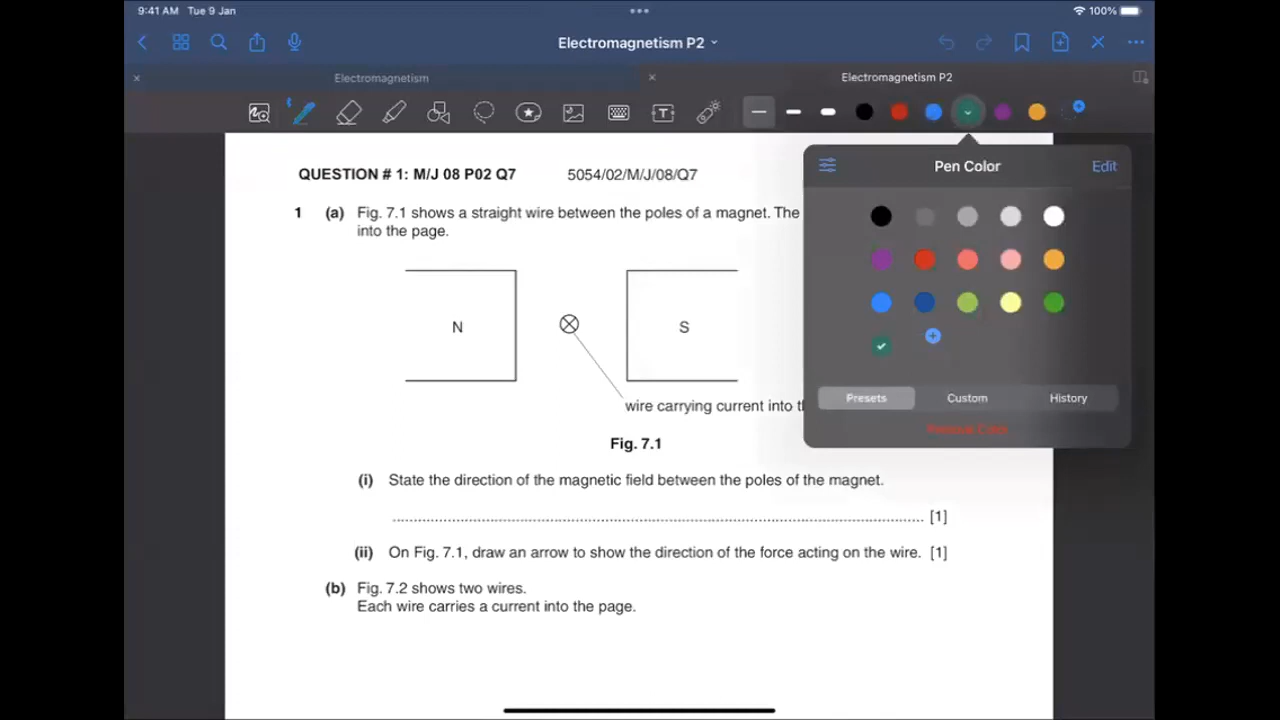 9:41 AM Tue 9 Jan
100%
Electromagnetism P2
Electromagnetism
Electromagnetism P2
Pen Color
Edit
Presets
Custom
History
Remove Color
QUESTION # 1: M/J 08 P02 Q7 5054/02/M/J/08/Q7
1 (a) Fig. 7.1 shows a straight wire between the poles of a magnet. The
into the page.
N
S
wire carrying current into
Fig. 7.1
(i) State the direction of the magnetic field between the poles of the magnet.
[1]
(ii) On Fig. 7.1, draw an arrow to show the direction of the force acting on the wire. [1]
(b) Fig. 7.2 shows two wires.
Each wire carries a current into the page.